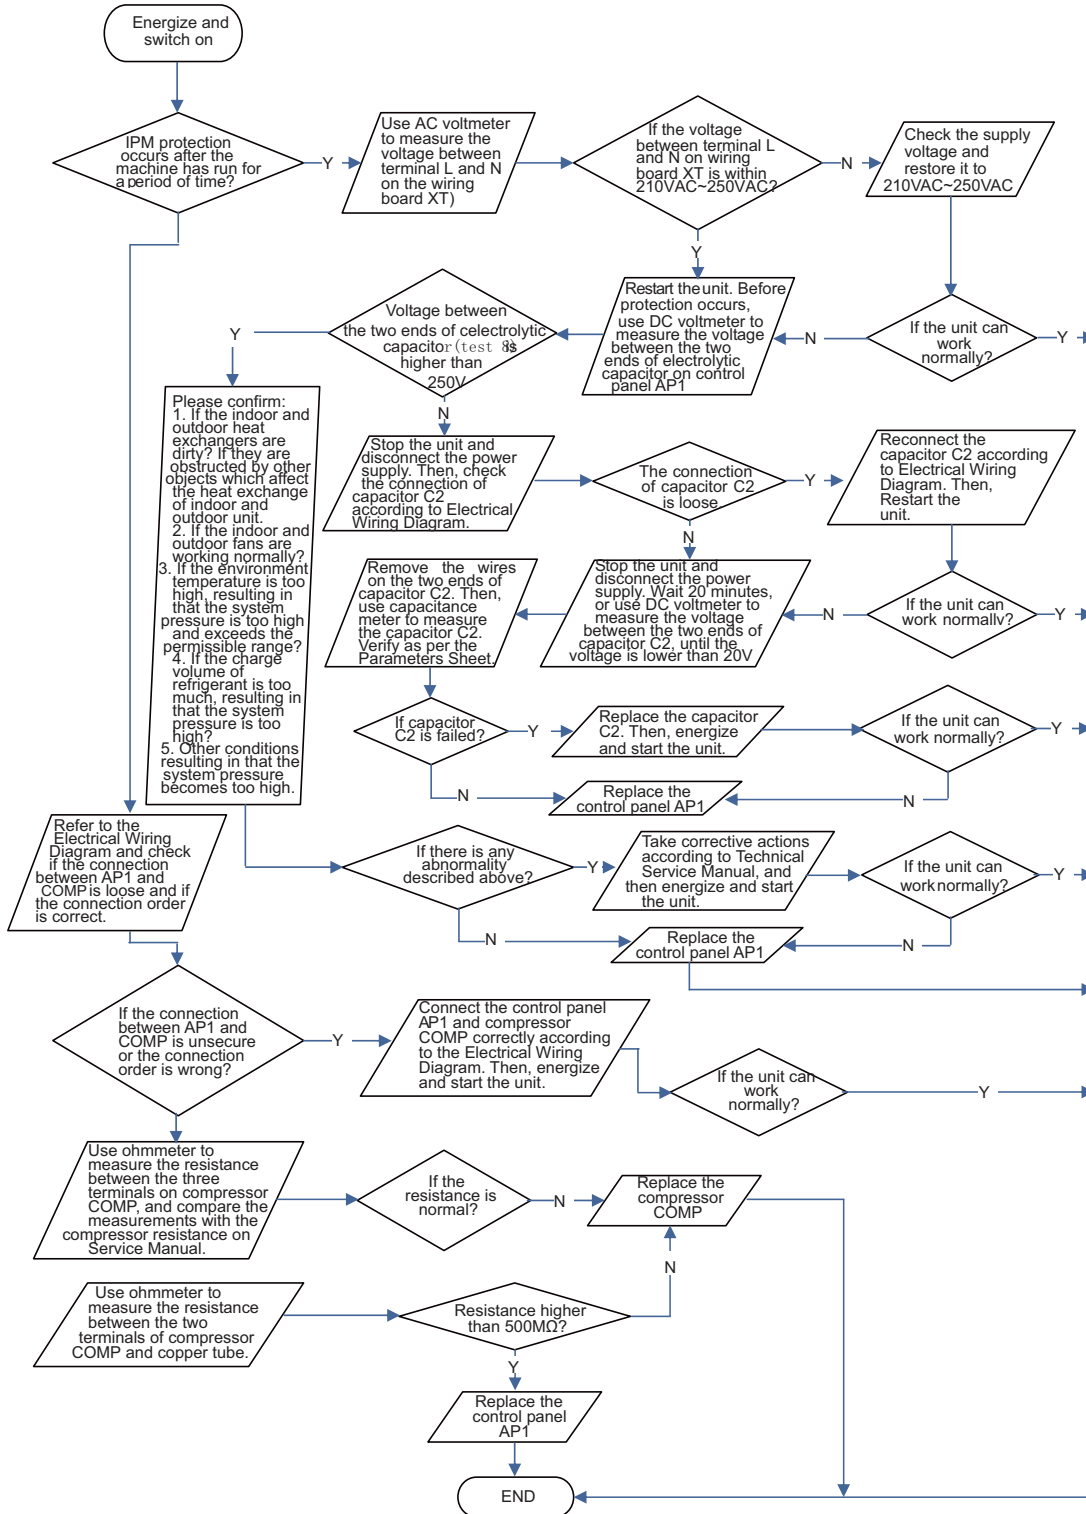 Energize and
switch on
IPM protection
occurs after the
machine has run for
a period of time?
Y
Use AC voltmeter
to measure the
voltage between
terminal L and N
on the wiring
board XT)
If the voltage
between terminal L
and N on wiring
board XT is within
210VAC~250VAC?
N
Check the supply
voltage and
restore it to
210VAC~250VAC
Y
Restart the unit. Before
protection occurs,
use DC voltmeter to
measure the voltage
between the two
ends of electrolytic
capacitor on control
panel AP1
N
If the unit can
work
normally?
Y
Voltage between
the two ends of celectrolytic
capacitor(test 8) is
higher than
250V
Y
N
Please confirm:
1. If the indoor and
outdoor heat
exchangers are
dirty? If they are
obstructed by other
objects which affect
the heat exchange
of indoor and
outdoor unit.
2. If the indoor and
outdoor fans are
working normally?
3. If the environment
temperature is too
high, resulting in
that the system
pressure is too high
and exceeds the
permissible range?
4. If the charge
volume of
refrigerant is too
much, resulting in
that the system
pressure is too
high?
5. Other conditions
resulting in that the
system pressure
becomes too high.
Stop the unit and
disconnect the power
supply. Then, check
the connection of
capacitor C2
according to Electrical
Wiring Diagram.
The connection
of capacitor C2
is loose
Y
Reconnect the
capacitor C2 according
to Electrical Wiring
Diagram. Then,
Restart the
unit.
N
Remove the wires
on the two ends of
capacitor C2. Then,
use capacitance
meter to measure
the capacitor C2.
Verify as per the
Parameters Sheet.
Stop the unit and
disconnect the power
supply. Wait 20 minutes,
or use DC voltmeter to
measure the voltage
between the two ends of
capacitor C2, until the
voltage is lower than 20V
N
If the unit can
work normally?
Y
If capacitor
C2 is failed?
Y
Replace the capacitor
C2. Then, energize
and start the unit.
If the unit can
work normally?
Y
N
Replace the
control panel AP1
N
Refer to the
Electrical Wiring
Diagram and check
if the connection
between AP1 and
COMP is loose and if
the connection order
is correct.
If there is any
abnormality
described above?
Y
Take corrective actions
according to Technical
Service Manual, and
then energize and start
the unit.
If the unit can
work normally?
Y
N
Replace the
control panel AP1
N
If the connection
between AP1 and
COMP is unsecure
or the connection
order is wrong?
Y
Connect the control panel
AP1 and compressor
COMP correctly according
to the Electrical Wiring
Diagram. Then, energize
and start the unit.
If the unit can
work
normally?
Y
Use ohmmeter to
measure the resistance
between the three
terminals on compressor
COMP, and compare the
measurements with the
compressor resistance on
Service Manual.
If the
resistance is
normal?
N
Replace the
compressor
COMP
N
Use ohmmeter to
measure the resistance
between the two
terminals of compressor
COMP and copper tube.
Resistance higher
than 500MΩ?
Y
Replace the
control panel
AP1
END